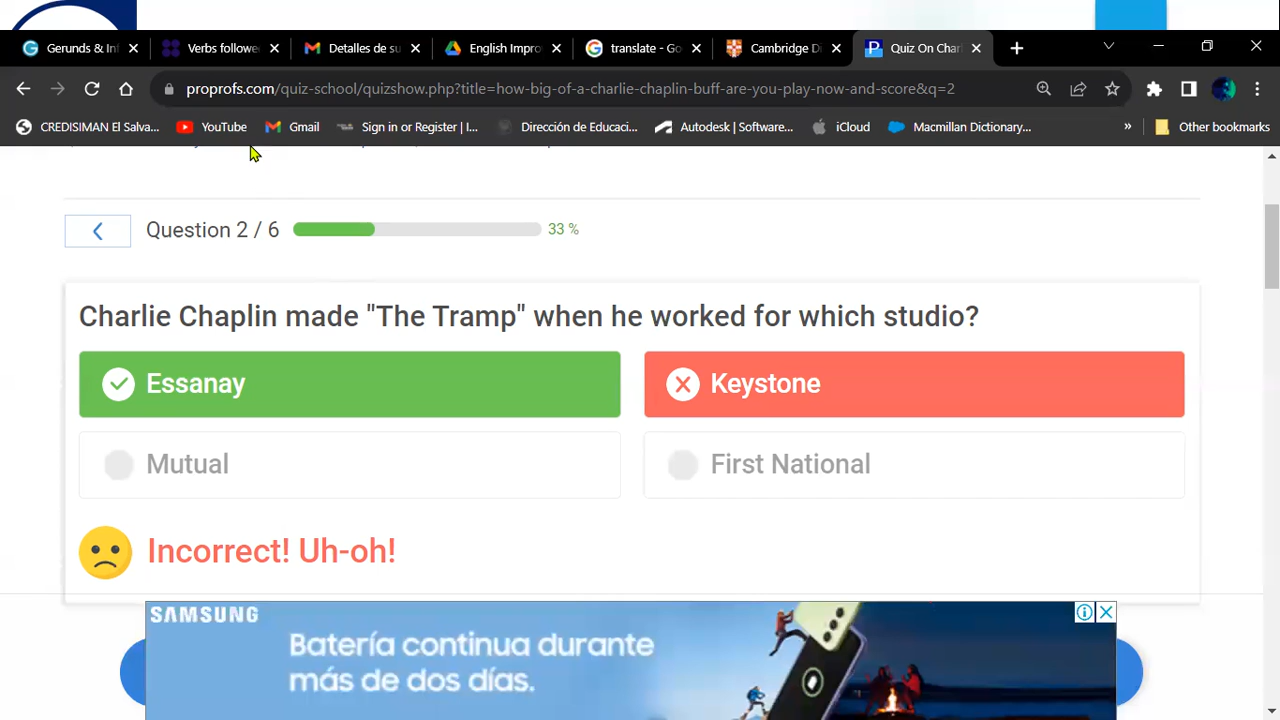 Gerunds & Inf
Verbs followe
Detalles de su
English Impro
translate - Go
Cambridge Di
Quiz On Charl
proprofs.com/quiz-school/quizshow.php?title=how-big-of-a-charlie-chaplin-buff-are-you-play-now-and-score&q=2
CREDISIMAN El Salva...
YouTube
Gmail
Sign in or Register | I...
Dirección de Educaci...
Autodesk | Software...
iCloud
Macmillan Dictionary...
»
Other bookmarks
Question 2 / 6
33 %
Charlie Chaplin made "The Tramp" when he worked for which studio?
Essanay
Keystone
Mutual
First National
Incorrect! Uh-oh!
SAMSUNG
Batería continua durante
más de dos días.